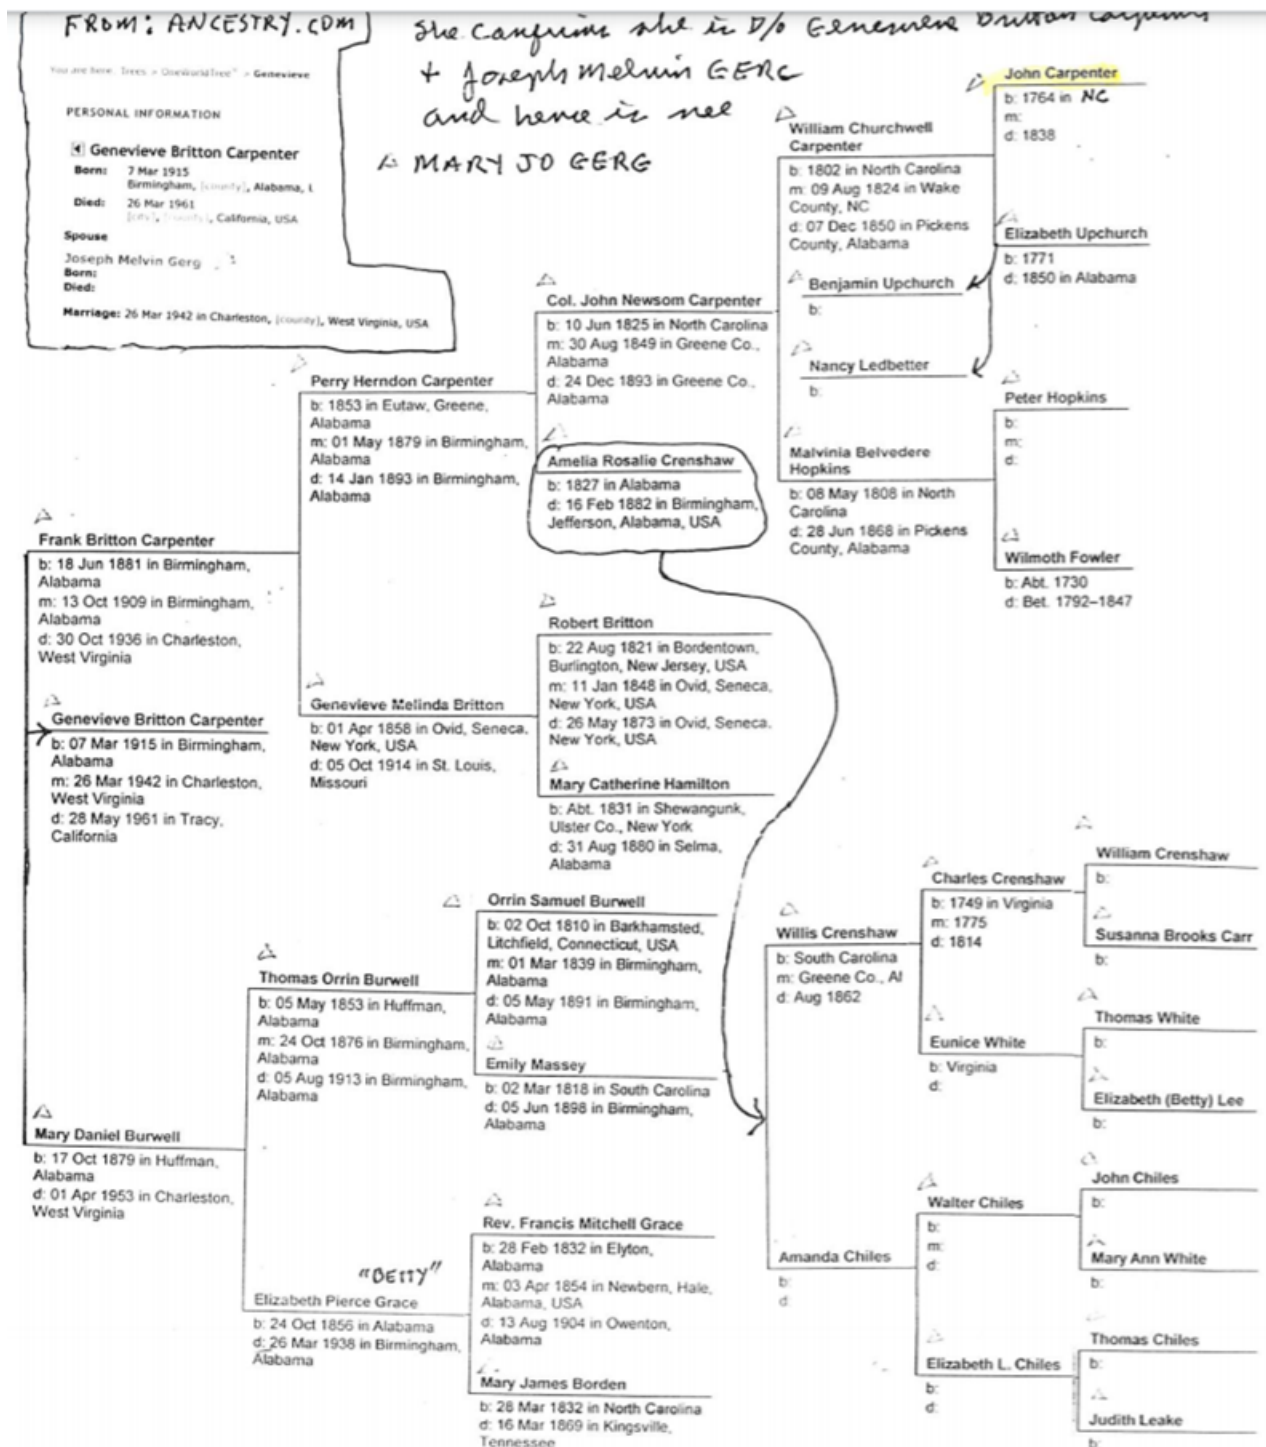 FROM: ANCESTRY.COM
She confirms she is D/o Genevieve Britton Carpenter
+ Joseph Melvin GERG
and hence is nee
MARY JO GERG
You are here: Trees > OneWorldTree > Genevieve
PERSONAL INFORMATION
Genevieve Britton Carpenter
Born: 7 Mar 1915
Birmingham, [county], Alabama,
Died: 26 Mar 1961
[city], [county], California, USA
Spouse
Joseph Melvin Gerg
Born:
Died:
Marriage: 26 Mar 1942 in Charleston, [county], West Virginia, USA
John Carpenter
b: 1764 in NC
m:
d: 1838
William Churchwell
Carpenter
b: 1802 in North Carolina
m: 09 Aug 1824 in Wake
County, NC
d: 07 Dec 1850 in Pickens
County, Alabama
Elizabeth Upchurch
b: 1771
d: 1850 in Alabama
Benjamin Upchurch
b:
Nancy Ledbetter
b:
Col. John Newsom Carpenter
b: 10 Jun 1825 in North Carolina
m: 30 Aug 1849 in Greene Co.,
Alabama
d: 24 Dec 1893 in Greene Co.,
Alabama
Perry Herndon Carpenter
b: 1853 in Eutaw, Greene,
Alabama
m: 01 May 1879 in Birmingham,
Alabama
d: 14 Jan 1893 in Birmingham,
Alabama
Peter Hopkins
b:
m:
d:
Malvinia Belvedere
Hopkins
b: 08 May 1808 in North
Carolina
d: 28 Jun 1868 in Pickens
County, Alabama
Amelia Rosalie Crenshaw
b: 1827 in Alabama
d: 16 Feb 1882 in Birmingham,
Jefferson, Alabama, USA
Wilmoth Fowler
b: Abt. 1730
d: Bet. 1792–1847
Frank Britton Carpenter
b: 18 Jun 1881 in Birmingham,
Alabama
m: 13 Oct 1909 in Birmingham,
Alabama
d: 30 Oct 1936 in Charleston,
West Virginia
Robert Britton
b: 22 Aug 1821 in Bordentown,
Burlington, New Jersey, USA
m: 11 Jan 1848 in Ovid, Seneca,
New York, USA
d: 26 May 1873 in Ovid, Seneca,
New York, USA
Genevieve Melinda Britton
b: 01 Apr 1858 in Ovid, Seneca,
New York, USA
d: 05 Oct 1914 in St. Louis,
Missouri
Genevieve Britton Carpenter
b: 07 Mar 1915 in Birmingham,
Alabama
m: 26 Mar 1942 in Charleston,
West Virginia
d: 28 May 1961 in Tracy,
California
Mary Catherine Hamilton
b: Abt. 1831 in Shewangunk,
Ulster Co., New York
d: 31 Aug 1880 in Selma,
Alabama
William Crenshaw
b:
Charles Crenshaw
b: 1749 in Virginia
m: 1775
d: 1814
Susanna Brooks Carr
b:
Orrin Samuel Burwell
b: 02 Oct 1810 in Barkhamsted,
Litchfield, Connecticut, USA
m: 01 Mar 1839 in Birmingham,
Alabama
d: 05 May 1891 in Birmingham,
Alabama
Willis Crenshaw
b: South Carolina
m: Greene Co., Al
d: Aug 1862
Thomas Orrin Burwell
b: 05 May 1853 in Huffman,
Alabama
m: 24 Oct 1876 in Birmingham,
Alabama
d: 05 Aug 1913 in Birmingham,
Alabama
Thomas White
b:
Eunice White
b: Virginia
d:
Elizabeth (Betty) Lee
b:
Emily Massey
b: 02 Mar 1818 in South Carolina
d: 05 Jun 1898 in Birmingham,
Alabama
Mary Daniel Burwell
b: 17 Oct 1879 in Huffman,
Alabama
d: 01 Apr 1953 in Charleston,
West Virginia
John Chiles
b:
Walter Chiles
b:
m:
d:
Mary Ann White
b:
Rev. Francis Mitchell Grace
b: 28 Feb 1832 in Elyton,
Alabama
m: 03 Apr 1854 in Newbern, Hale,
Alabama, USA
d: 13 Aug 1904 in Owenton,
Alabama
Amanda Chiles
b:
d:
"BETTY"
Elizabeth Pierce Grace
b: 24 Oct 1856 in Alabama
d: 26 Mar 1938 in Birmingham,
Alabama
Thomas Chiles
b:
Elizabeth L. Chiles
b:
d:
Judith Leake
b:
Mary James Borden
b: 28 Mar 1832 in North Carolina
d: 16 Mar 1869 in Kingsville,
Tennessee